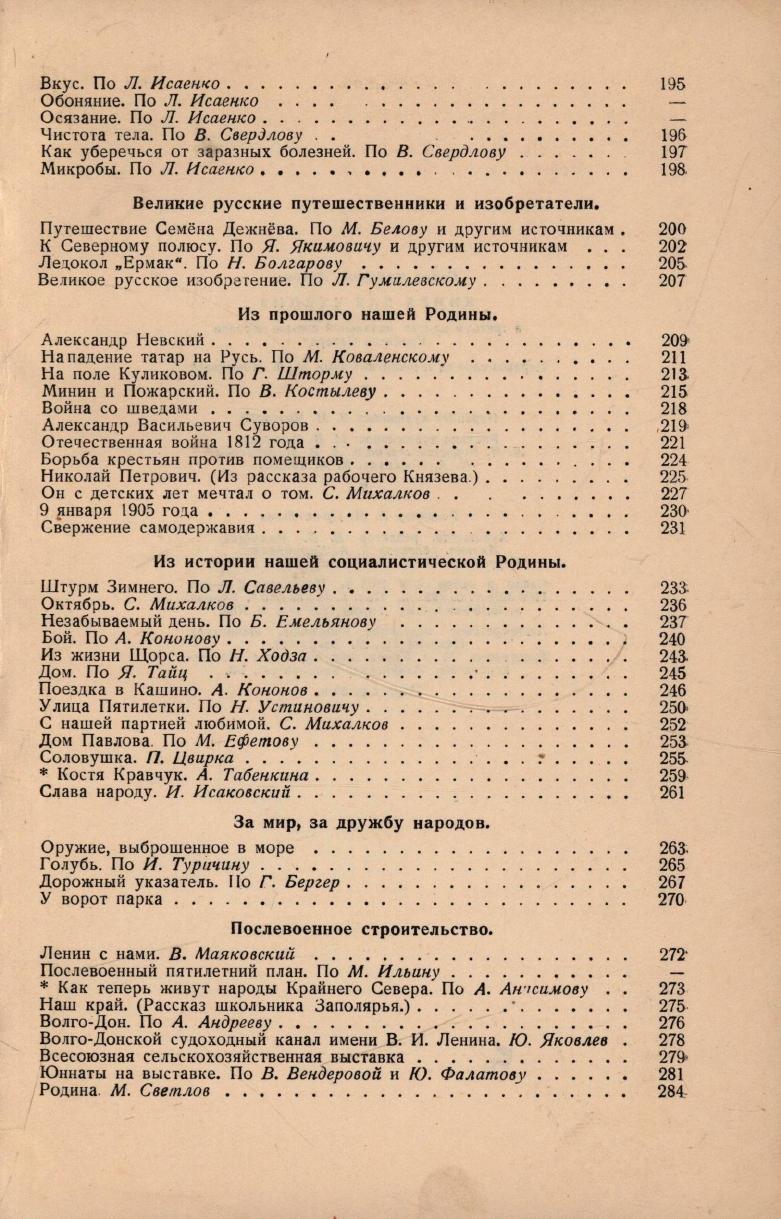 Вкус. По Л. Исаенко . . . . . . . . . . . . . . . . . . . . 195
Обоняние. По Л. Исаенко . . . . . . . . . . . . . . . . . . —
Осязание. По Л. Исаенко . . . . . . . . . . . . . . . . . . —
Чистота тела. По В. Свердлову . . . . . . . . . . . . . . . 196
Как уберечься от заразных болезней. По В. Свердлову . . . . . . . 197
Микробы. По Л. Исаенко . . . . . . . . . . . . . . . . . . . 198
Великие русские путешественники и изобретатели.
Путешествие Семёна Дежнёва. По М. Белову и другим источникам . 200
К Северному полюсу. По Я. Якимовичу и другим источникам . . . 202
Ледокол „Ермак“. По Н. Болгарову . . . . . . . . . . . . . . 205
Великое русское изобретение. По Л. Гумилевскому . . . . . . . . . 207
Из прошлого нашей Родины.
Александр Невский . . . . . . . . . . . . . . . . . . . . . 209
Нападение татар на Русь. По М. Коваленскому . . . . . . . . . . 211
На поле Куликовом. По Г. Шторму . . . . . . . . . . . . . . . 213
Минин и Пожарский. По В. Костылеву . . . . . . . . . . . . . . 215
Война со шведами . . . . . . . . . . . . . . . . . . . . . 218
Александр Васильевич Суворов . . . . . . . . . . . . . . . . 219
Отечественная война 1812 года . . . . . . . . . . . . . . . . 221
Борьба крестьян против помещиков . . . . . . . . . . . . . . . 224
Николай Петрович. (Из рассказа рабочего Князева.) . . . . . . . . . 225
Он с детских лет мечтал о том. С. Михалков . . . . . . . . . . 227
9 января 1905 года . . . . . . . . . . . . . . . . . . . . . 230
Свержение самодержавия . . . . . . . . . . . . . . . . . . . 231
Из истории нашей социалистической Родины.
Штурм Зимнего. По Л. Савельеву . . . . . . . . . . . . . . . . 233
Октябрь. С. Михалков . . . . . . . . . . . . . . . . . . . . 236
Незабываемый день. По Б. Емельянову . . . . . . . . . . . . . 237
Бой. По А. Кононову . . . . . . . . . . . . . . . . . . . . 240
Из жизни Щорса. По Н. Ходза . . . . . . . . . . . . . . . . . 243
Дом. По Я. Тайц . . . . . . . . . . . . . . . . . . . . . 245
Поездка в Кашино. А. Кононов . . . . . . . . . . . . . . . . . 246
Улица Пятилетки. По Н. Устиновичу . . . . . . . . . . . . . . . 250
С нашей партией любимой. С. Михалков . . . . . . . . . . . . . 252
Дом Павлова. По М. Ефетову . . . . . . . . . . . . . . . . . 253
Соловушка. П. Цвирка . . . . . . . . . . . . . . . . . . . . 255
* Костя Кравчук. А. Табенкина . . . . . . . . . . . . . . . . . 259
Слава народу. И. Исаковский . . . . . . . . . . . . . . . . . . 261
За мир, за дружбу народов.
Оружие, выброшенное в море . . . . . . . . . . . . . . . . . 263
Голубь. По И. Туричину . . . . . . . . . . . . . . . . . . . 265
Дорожный указатель. По Г. Бергер . . . . . . . . . . . . . . . 267
У ворот парка . . . . . . . . . . . . . . . . . . . . . . . 270
Послевоенное строительство.
Ленин с нами. В. Маяковский . . . . . . . . . . . . . . . . . 272
Послевоенный пятилетний план. По М. Ильину . . . . . . . . . . . —
* Как теперь живут народы Крайнего Севера. По А. Анисимову . . 273
Наш край. (Рассказ школьника Заполярья.) . . . . . . . . . . . . 275
Волго-Дон. По А. Андрееву . . . . . . . . . . . . . . . . . . 276
Волго-Донской судоходный канал имени В. И. Ленина. Ю. Яковлев . 278
Всесоюзная сельскохозяйственная выставка . . . . . . . . . . . . 279
Юннаты на выставке. По В. Вендеровой и Ю. Фалатову . . . . . . 281
Родина. М. Светлов . . . . . . . . . . . . . . . . . . . . . 284